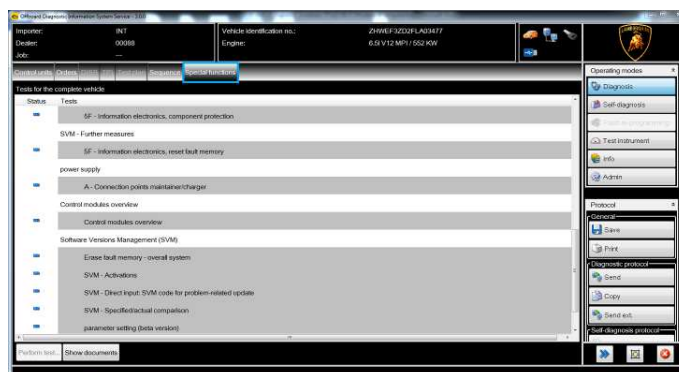 Offboard Diagnostic Information System Service - 3.0.0
Importer: INT
Dealer: 00088
Job: ---
Vehicle identification no.:
Engine: 6.5l V12 MPI / 552 KW
Control units Orders Test plan Sequence Special functions
Tests for the complete vehicle
Status Tests
5F - Information electronics, component protection
SVM - Further measures
5F - Information electronics, reset fault memory
power supply
A - Connection points maintainer/charger
Control modules overview
Control modules overview
Software Versions Management (SVM)
Erase fault memory - overall system
SVM - Activations
SVM - Direct input: SVM code for problem-related update
SVM - Specified/actual comparison
parameter setting (beta version)
Perform test... Show documents
Operating modes
Diagnosis
Self-diagnosis
Test instrument
Info
Admin
Protocol
General
Save
Print
Diagnostic protocol
Send
Copy
Send ext.
Self-diagnosis protocol